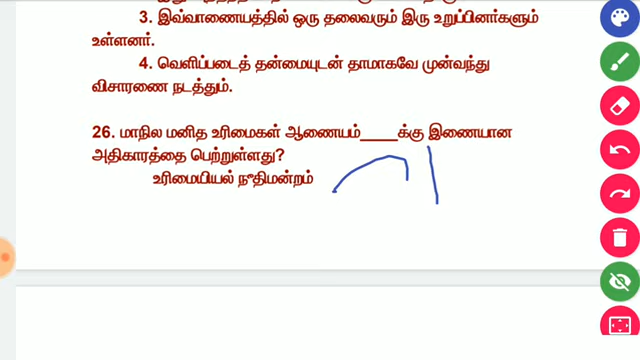 3. இவ்வாணையத்தில் ஒரு தலைவரும் இரு உறுப்பினர்களும்
உள்ளனர்.
4. வெளிப்படைத் தன்மையுடன் தாமாகவே முன்வந்து
விசாரணை நடத்தும்.
26. மாநில மனித உரிமைகள் ஆணையம்____க்கு இணையான
அதிகாரத்தை பெற்றுள்ளது?
உரிமையியல் நூதிமன்றம்